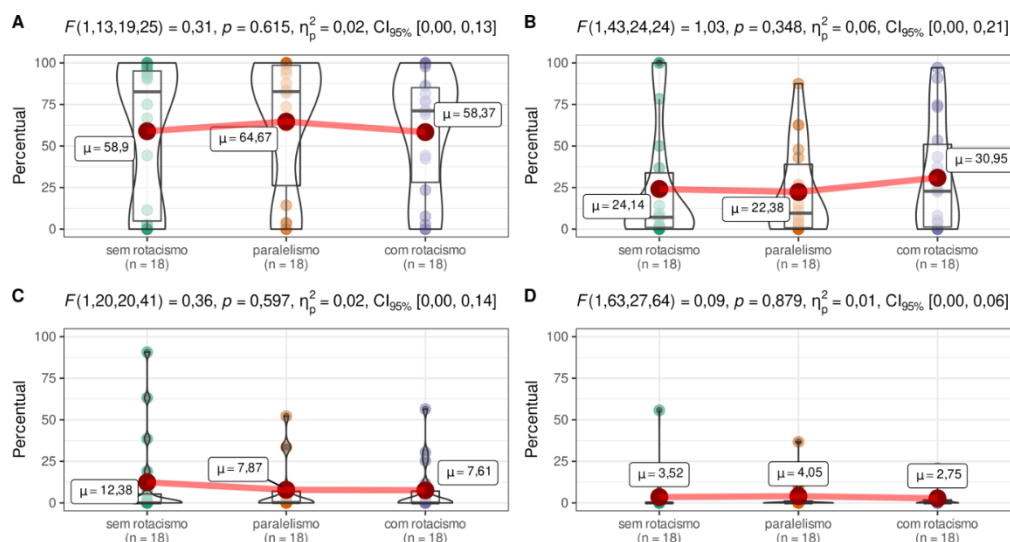 A
F(1,13,19,25) = 0,31, p = 0.615, η²p = 0,02, CI95% [0,00, 0,13]
Percentual
100
75
50
25
0
μ = 58,9
μ = 64,67
μ = 58,37
sem rotacismo
(n = 18)
paralelismo
(n = 18)
com rotacismo
(n = 18)
B
F(1,43,24,24) = 1,03, p = 0,348, η²p = 0,06, CI95% [0,00, 0,21]
Percentual
100
75
50
25
0
μ = 24,14
μ = 22,38
μ = 30,95
sem rotacismo
(n = 18)
paralelismo
(n = 18)
com rotacismo
(n = 18)
C
F(1,20,20,41) = 0,36, p = 0,597, η²p = 0,02, CI95% [0,00, 0,14]
Percentual
100
75
50
25
0
μ = 12,38
μ = 7,87
μ = 7,61
sem rotacismo
(n = 18)
paralelismo
(n = 18)
com rotacismo
(n = 18)
D
F(1,63,27,64) = 0,09, p = 0,879, η²p = 0,01, CI95% [0,00, 0,06]
Percentual
100
75
50
25
0
μ = 3,52
μ = 4,05
μ = 2,75
sem rotacismo
(n = 18)
paralelismo
(n = 18)
com rotacismo
(n = 18)